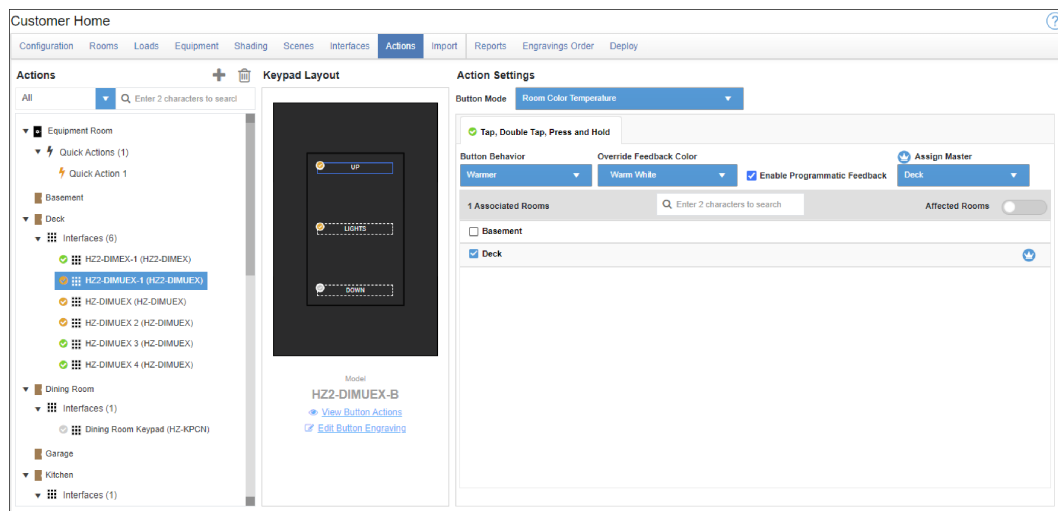 Customer Home
?
Configuration Rooms Loads Equipment Shading Scenes Interfaces Actions Import Reports Engravings Order Deploy
Actions
All
Enter 2 characters to searcl
Equipment Room
Quick Actions (1)
Quick Action 1
Basement
Deck
Interfaces (6)
HZ2-DIMEX-1 (HZ2-DIMEX)
HZ2-DIMUEX-1 (HZ2-DIMUEX)
HZ-DIMUEX (HZ-DIMUEX)
HZ-DIMUEX 2 (HZ-DIMUEX)
HZ-DIMUEX 3 (HZ-DIMUEX)
HZ-DIMUEX 4 (HZ-DIMUEX)
Dining Room
Interfaces (1)
Dining Room Keypad (HZ-KPCN)
Garage
Kitchen
Interfaces (1)
Keypad Layout
UP
LIGHTS
DOWN
Model
HZ2-DIMUEX-B
View Button Actions
Edit Button Engraving
Action Settings
Button Mode Room Color Temperature
Tap, Double Tap, Press and Hold
Button Behavior Override Feedback Color Assign Master
Warmer Warm White Enable Programmatic Feedback Deck
1 Associated Rooms Enter 2 characters to search Affected Rooms
Basement
Deck